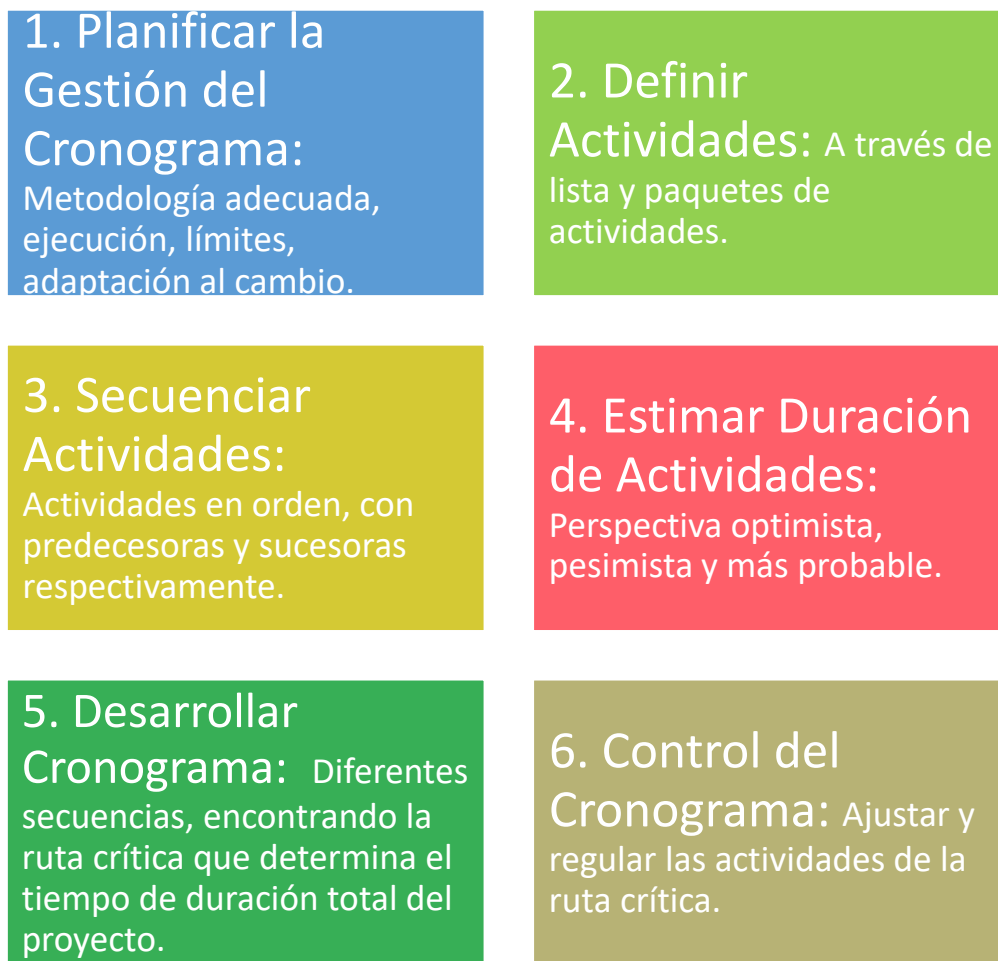 1. Planificar la
Gestión del
Cronograma:
Metodología adecuada,
ejecución, límites,
adaptación al cambio.
2. Definir
Actividades: A través de
lista y paquetes de
actividades.
3. Secuenciar
Actividades:
Actividades en orden, con
predecesoras y sucesoras
respectivamente.
4. Estimar Duración
de Actividades:
Perspectiva optimista,
pesimista y más probable.
5. Desarrollar
Cronograma: Diferentes
secuencias, encontrando la
ruta crítica que determina el
tiempo de duración total del
proyecto.
6. Control del
Cronograma: Ajustar y
regular las actividades de la
ruta crítica.